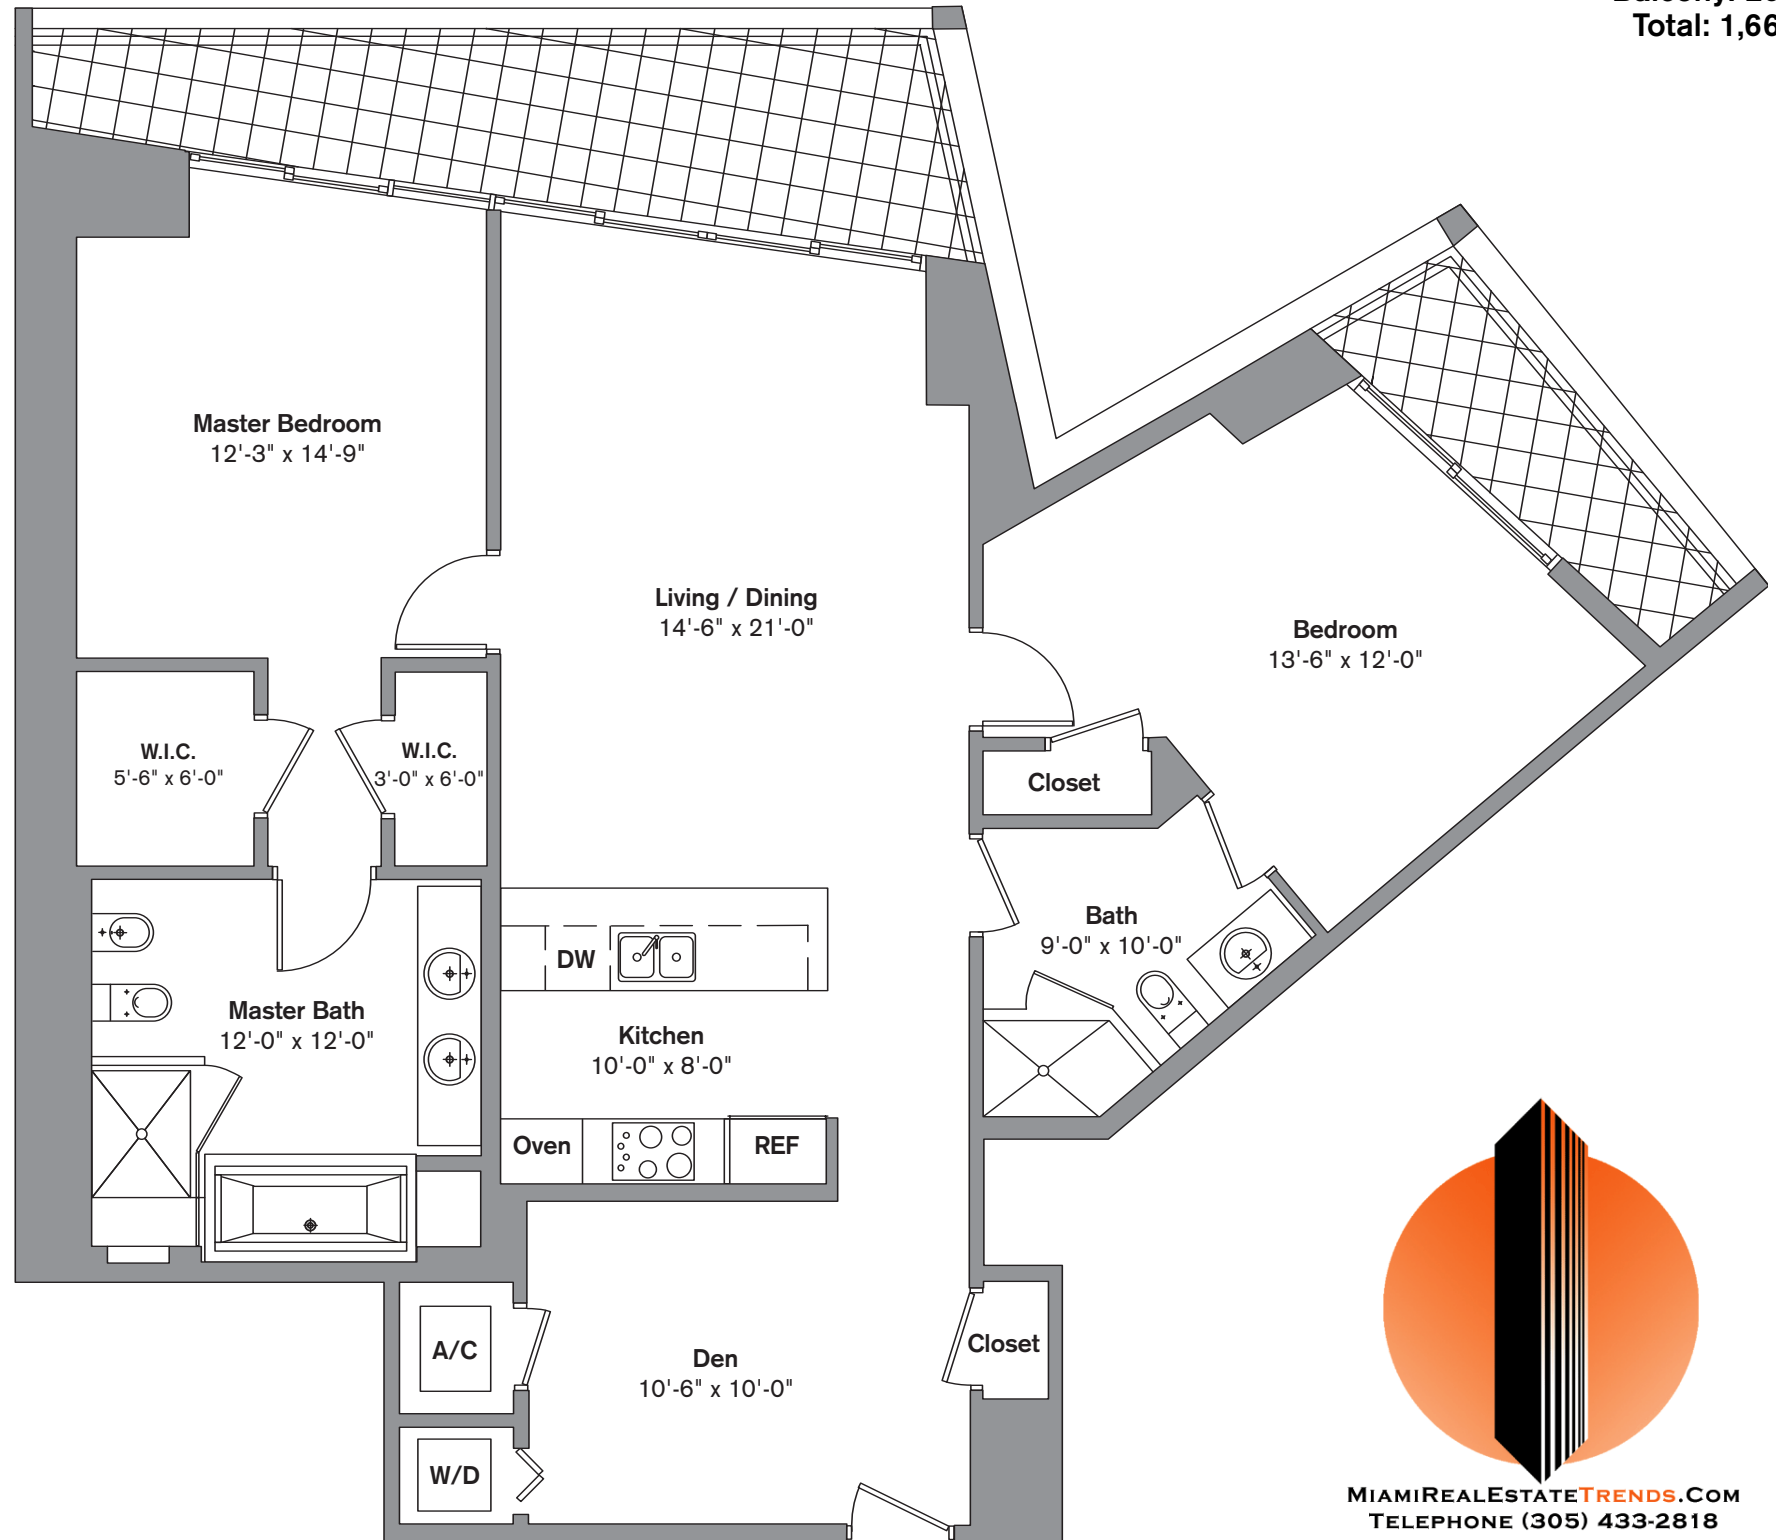 Total: 1,66
Master Bedroom
12'-3" x 14'-9"
Living / Dining
14'-6" x 21'-0"
Bedroom
13'-6" x 12'-0"
W.I.C.
5'-6" x 6'-0"
W.I.C.
3'-0" x 6'-0"
Closet
Bath
9'-0" x 10'-0"
DW
Master Bath
12'-0" x 12'-0"
Kitchen
10'-0" x 8'-0"
Oven
REF
A/C
Den
10'-6" x 10'-0"
Closet
W/D
MIAMIREALESTATETRENDS.COM
TELEPHONE (305) 433-2818